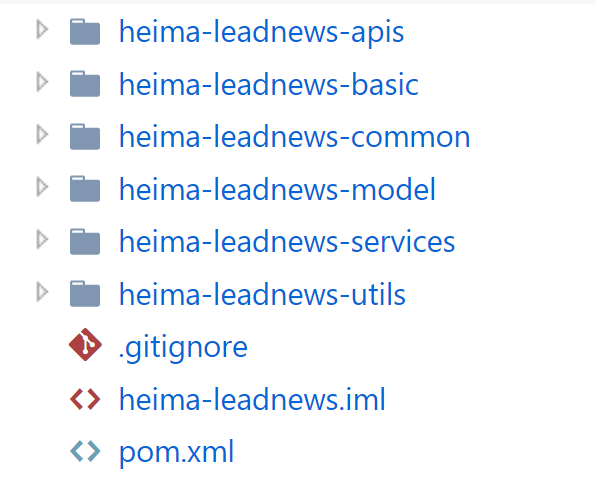 heima-leadnews-apis
heima-leadnews-basic
heima-leadnews-common
heima-leadnews-model
heima-leadnews-services
heima-leadnews-utils
.gitignore
heima-leadnews.iml
pom.xml